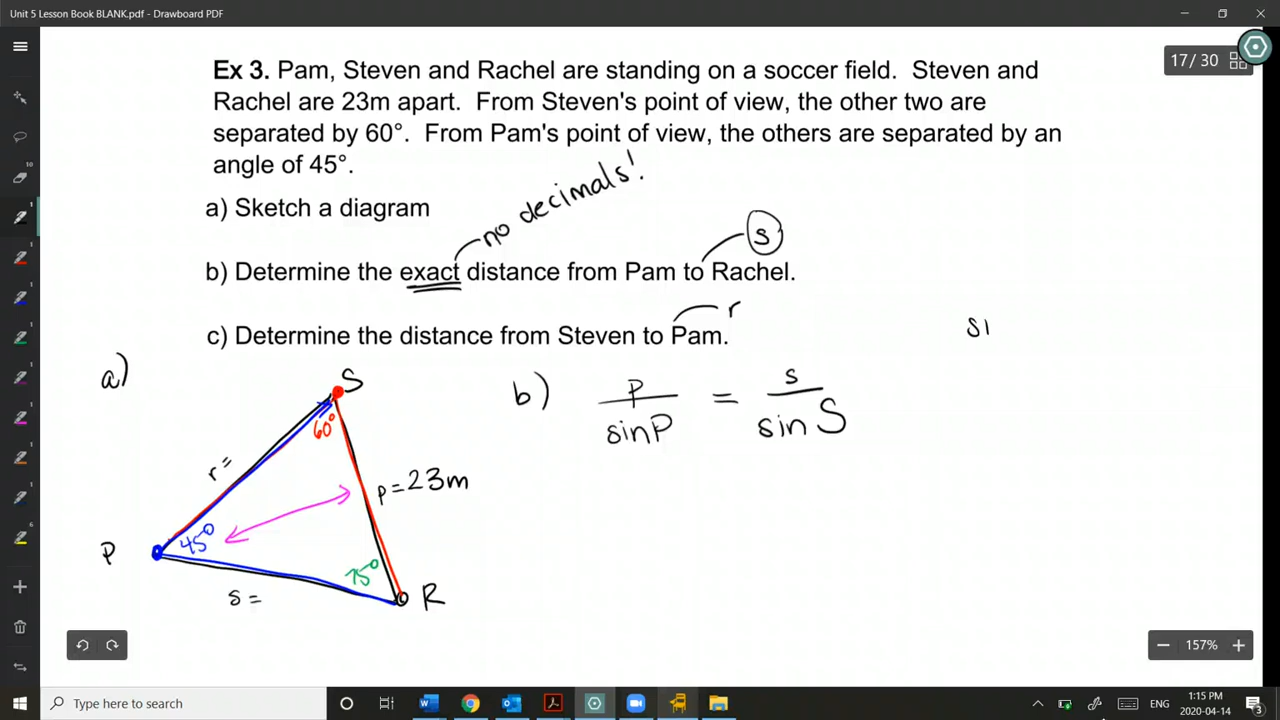 Unit 5 Lesson Book BLANK.pdf - Drawboard PDF
17 / 30
Ex 3. Pam, Steven and Rachel are standing on a soccer field. Steven and
Rachel are 23m apart. From Steven's point of view, the other two are
separated by 60°. From Pam's point of view, the others are separated by an
angle of 45°.
no decimals!
a) Sketch a diagram
s
b) Determine the exact distance from Pam to Rachel.
r
c) Determine the distance from Steven to Pam.
si
a)
S
b) p / sinP = s / sin S
60°
r =
p = 23m
P
45°
75°
s =
R
157%
Type here to search
ENG
1:15 PM
2020-04-14
3